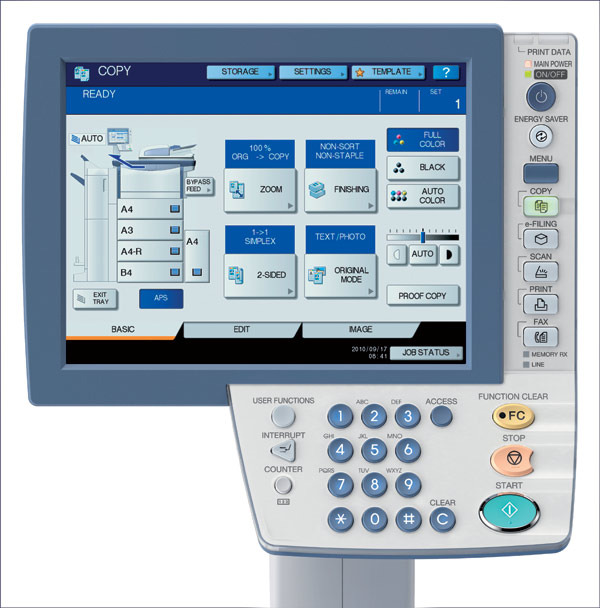 PRINT DATA
MAIN POWER
ON/OFF
ENERGY SAVER
MENU
COPY
e-FILING
SCAN
PRINT
FAX
MEMORY RX
LINE
COPY
STORAGE
SETTINGS
TEMPLATE
?
READY
REMAIN
SET
1
AUTO
BYPASS
FEED
A4
A3
A4-R
B4
A4
EXIT
TRAY
APS
100%
ORG -> COPY
ZOOM
NON-SORT
NON-STAPLE
FINISHING
1->1
SIMPLEX
2-SIDED
TEXT/PHOTO
ORIGINAL
MODE
FULL
COLOR
BLACK
AUTO
COLOR
AUTO
PROOF COPY
BASIC
EDIT
IMAGE
2010/09/17
08:41
JOB STATUS
USER FUNCTIONS
INTERRUPT
COUNTER
ABC DEF
1 2 3
ACCESS
GHI JKL MNO
4 5 6
PQRS TUV WXYZ
7 8 9
* 0 #
CLEAR
C
FUNCTION CLEAR
FC
STOP
START